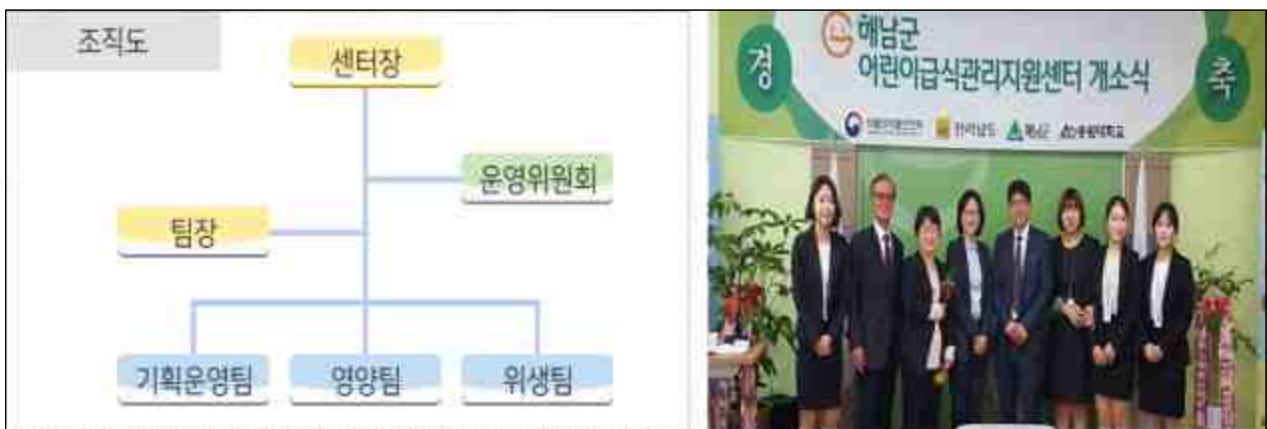 조직도
센터장
운영위원회
팀장
기획운영팀
영양팀
위생팀
경
축
해남군
어린이급식관리지원센터 개소식
전라남도
해남군